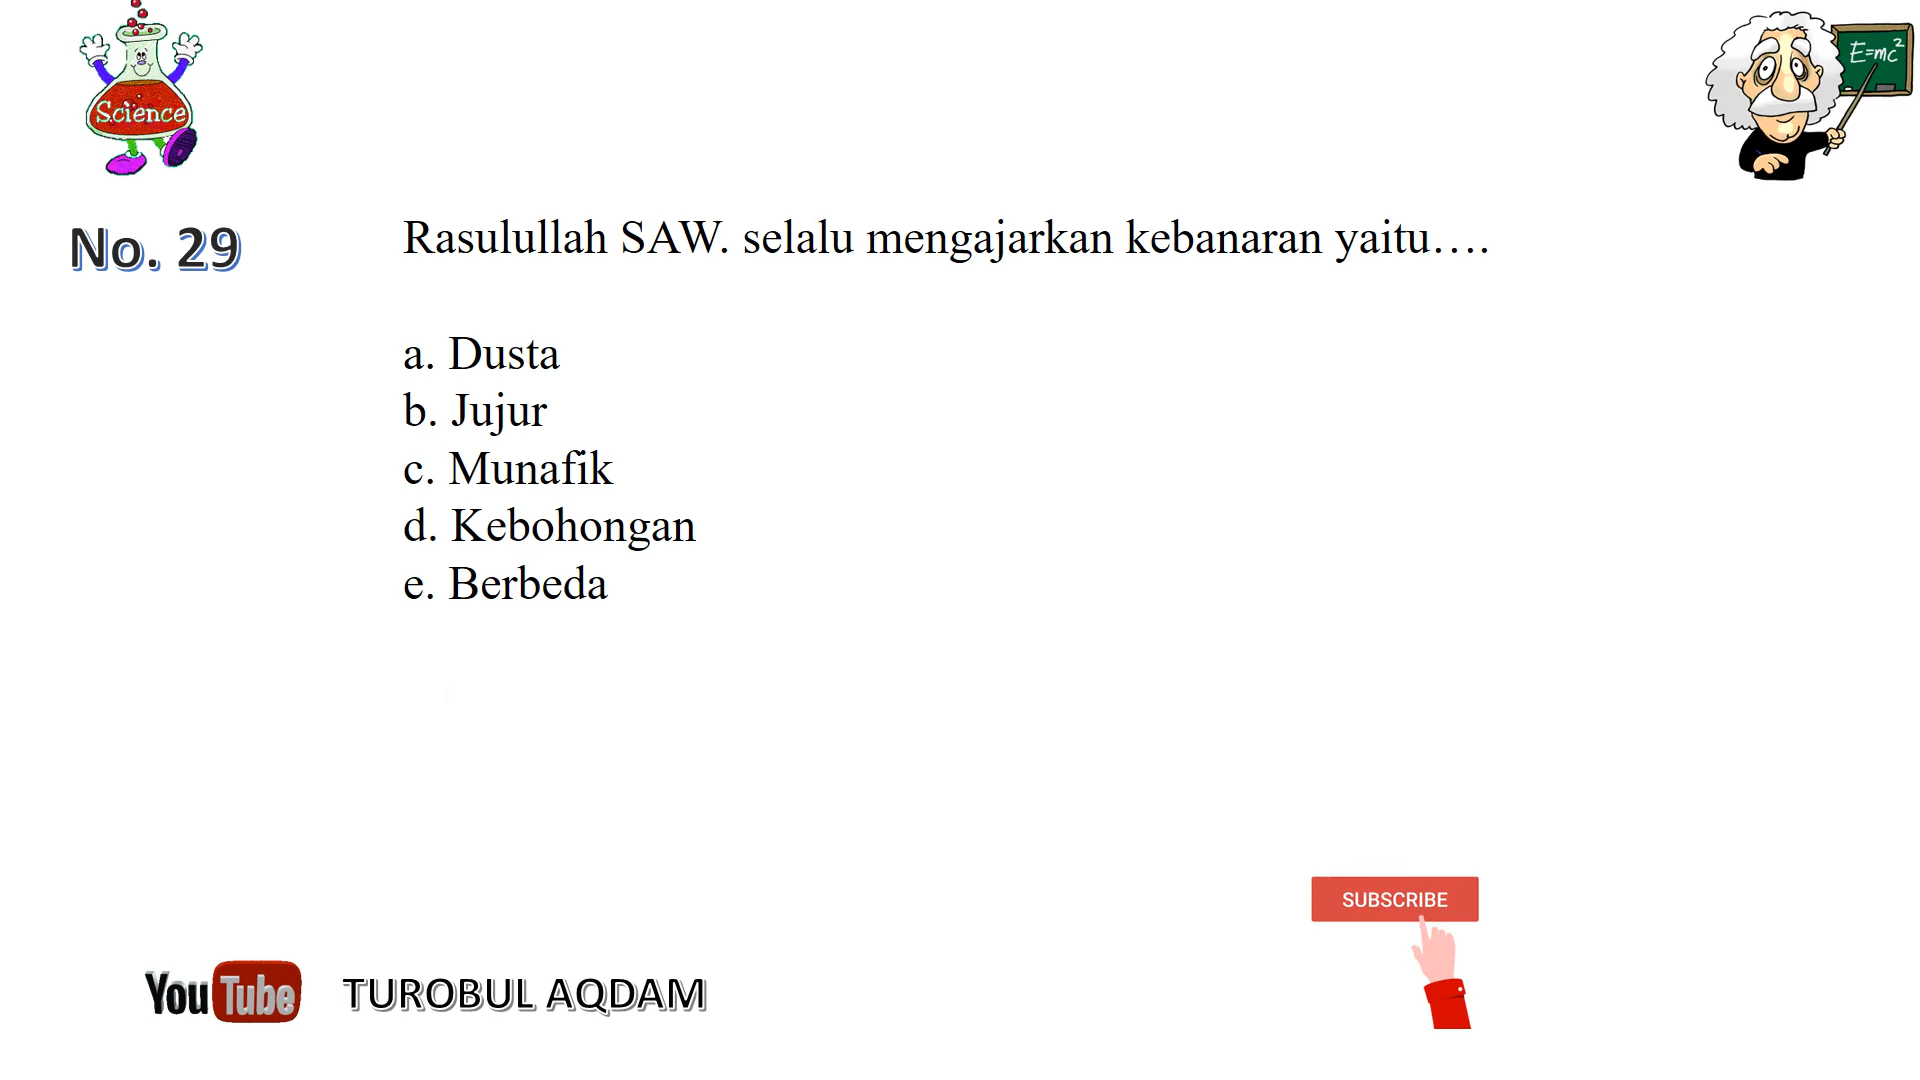 Science
E=mc²
No. 29
Rasulullah SAW. selalu mengajarkan kebanaran yaitu....
a. Dusta
b. Jujur
c. Munafik
d. Kebohongan
e. Berbeda
SUBSCRIBE
YouTube
TUROBUL AQDAM